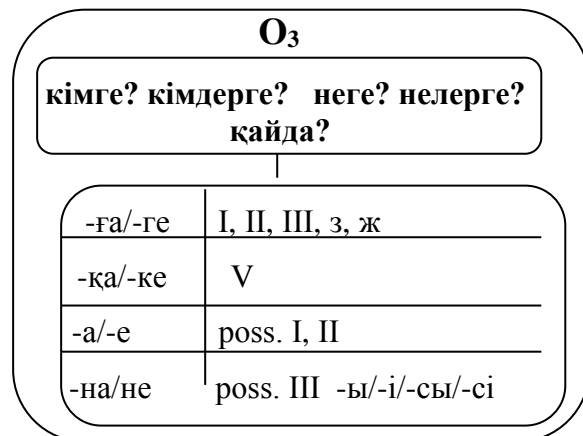 О₃
кімге? кімдерге? неге? нелерге?
қайда?
-ға/-ге I, II, III, з, ж
-қа/-ке V
-а/-е poss. I, II
-на/не poss. III -ы/-і/-сы/-сі